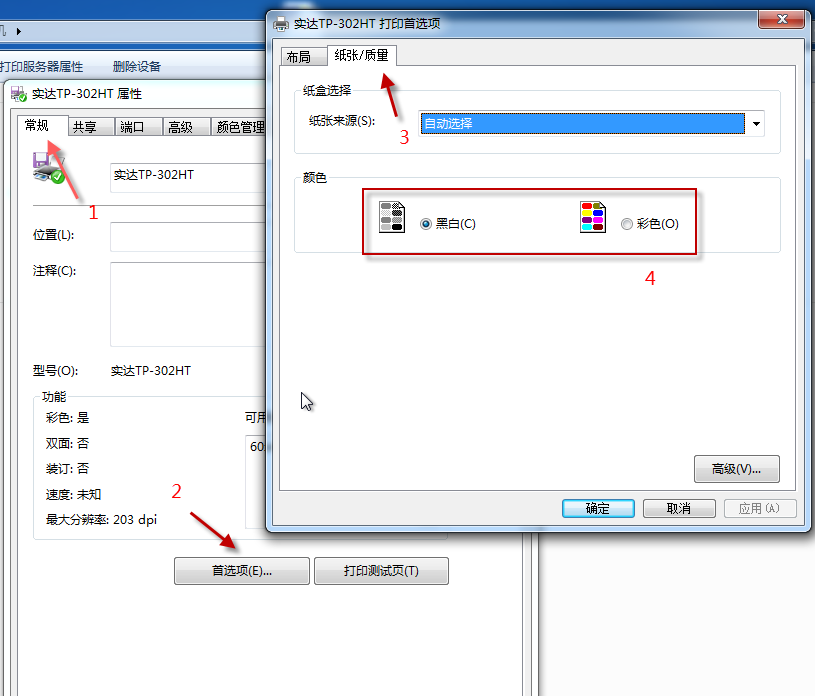 实达TP-302HT 打印首选项
布局
纸张/质量
纸盒选择
纸张来源(S):
自动选择
3
颜色
黑白(C)
彩色(O)
4
高级(V)...
确定
取消
应用(A)
打印服务器属性
删除设备
实达TP-302HT 属性
常规
共享
端口
高级
颜色管理
实达TP-302HT
1
位置(L):
注释(C):
型号(O):
实达TP-302HT
功能
彩色: 是
可用
双面: 否
60
装订: 否
速度: 未知
最大分辨率: 203 dpi
2
首选项(E)...
打印测试页(T)